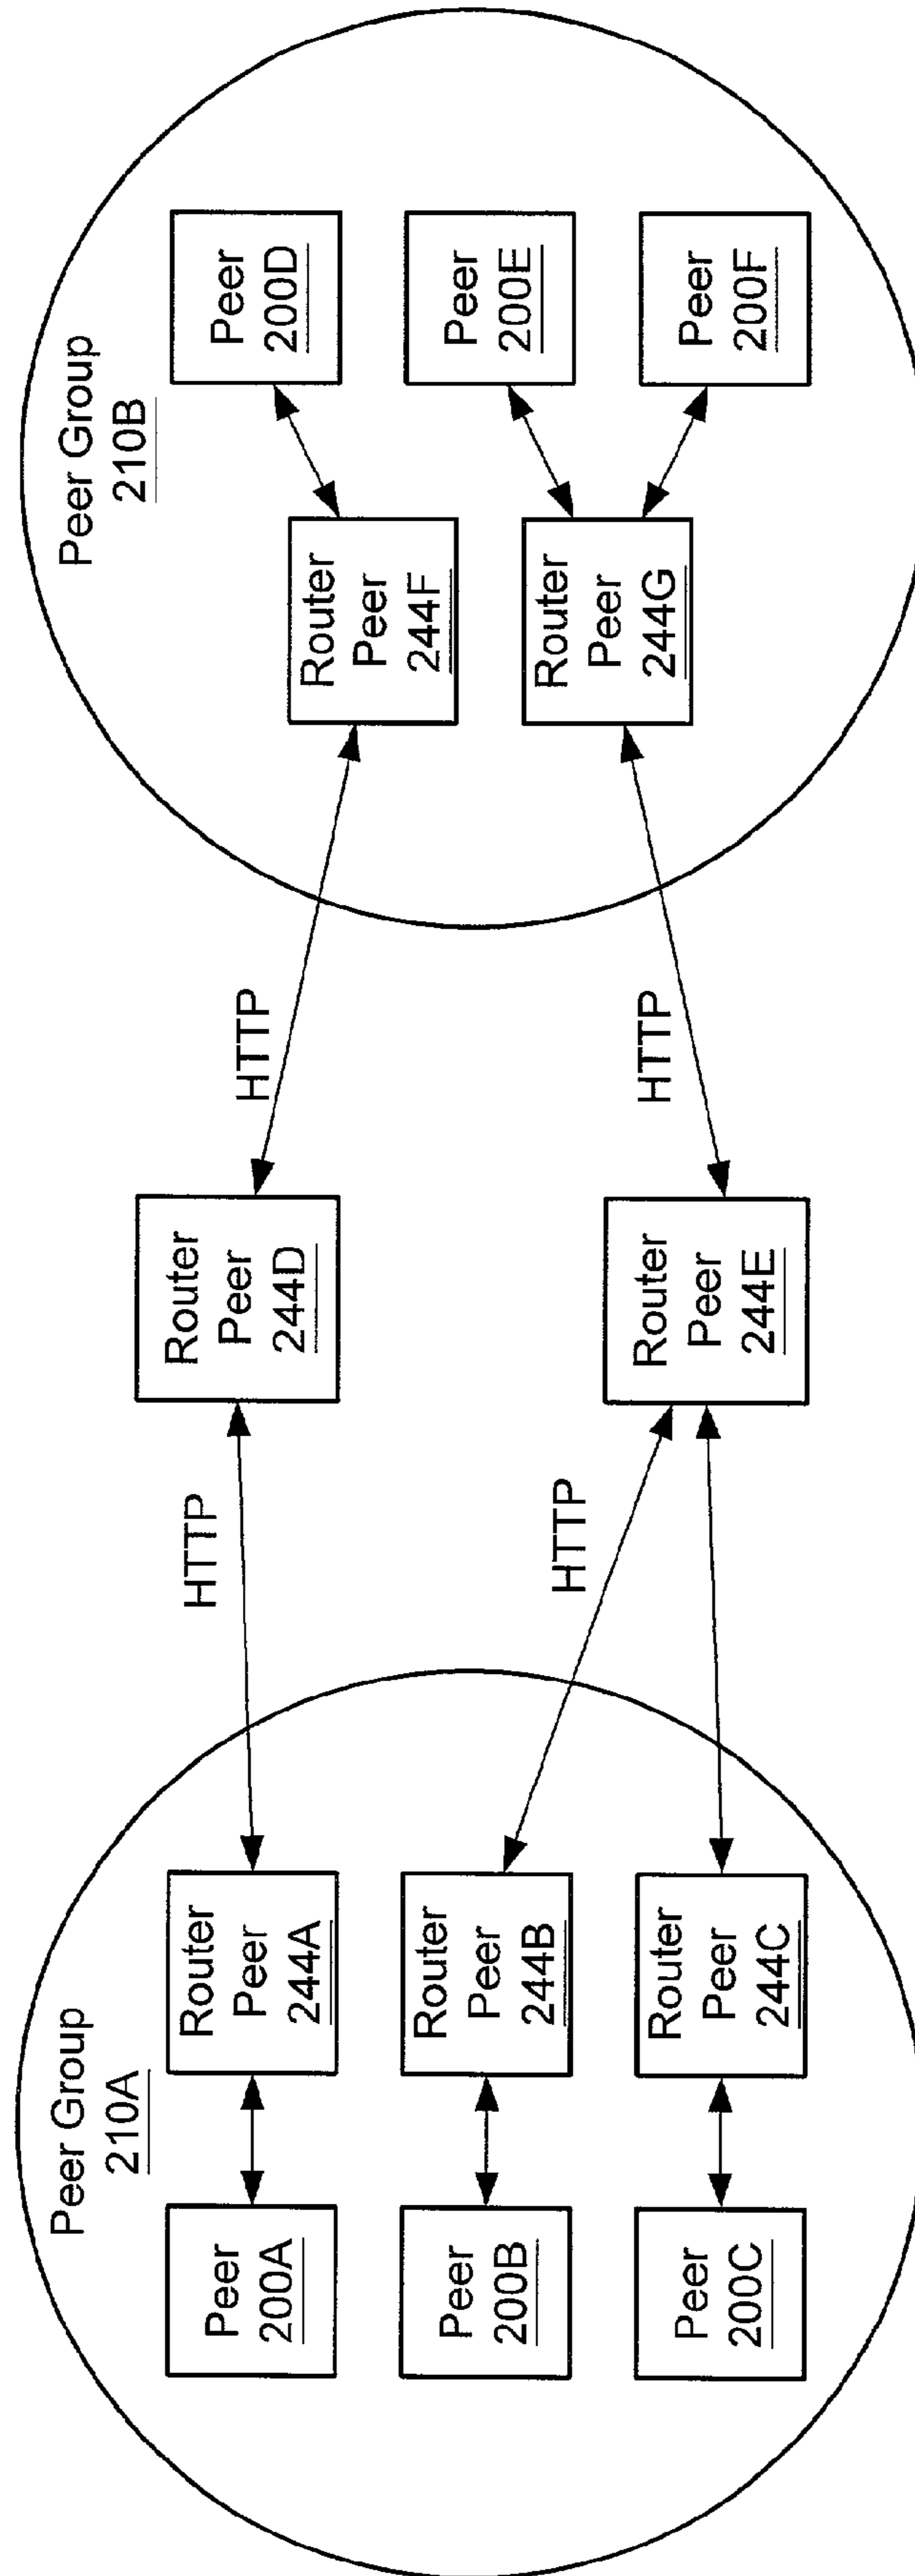 Peer Group
210A
Peer
200A
Router
Peer
244A
Peer
200B
Router
Peer
244B
Peer
200C
Router
Peer
244C
HTTP
HTTP
Router
Peer
244D
Router
Peer
244E
HTTP
HTTP
Peer Group
210B
Router
Peer
244F
Router
Peer
244G
Peer
200D
Peer
200E
Peer
200F